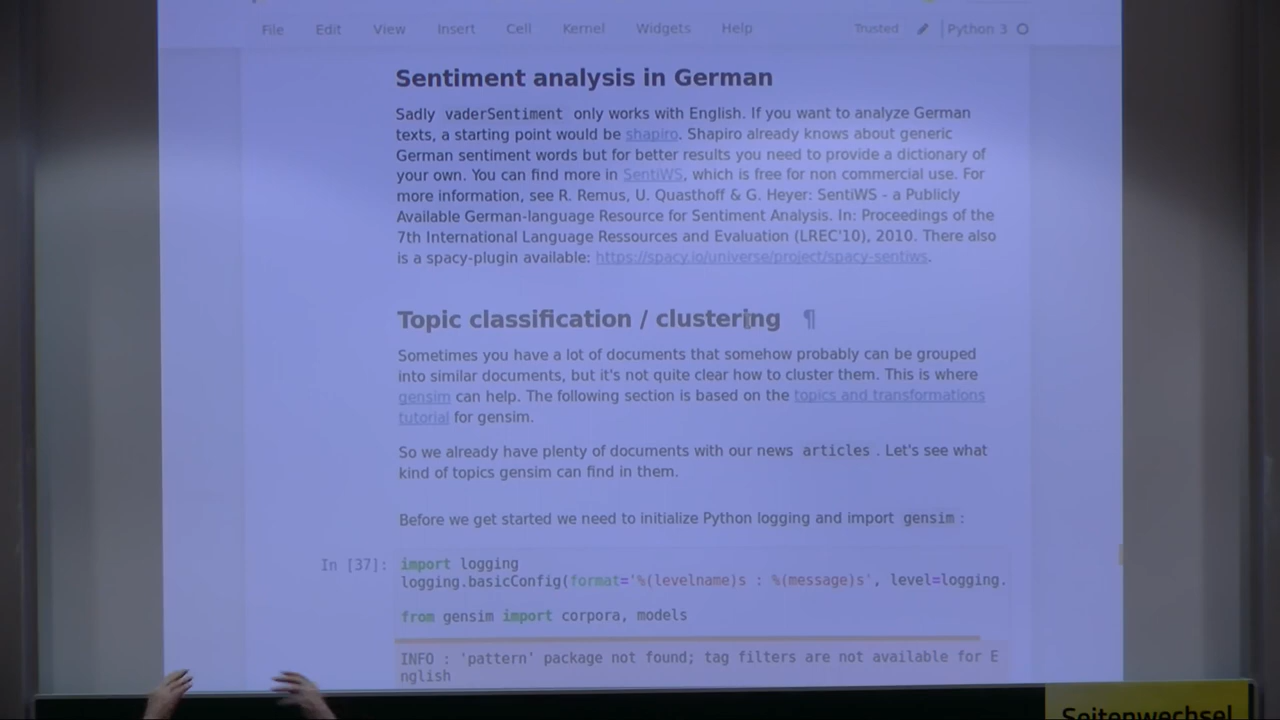 File Edit View Insert Cell Kernel Widgets Help Trusted Python 3
Sentiment analysis in German
Sadly vaderSentiment only works with English. If you want to analyze German
texts, a starting point would be shapiro. Shapiro already knows about generic
German sentiment words but for better results you need to provide a dictionary of
your own. You can find more in SentiWS, which is free for non commercial use. For
more information, see R. Remus, U. Quasthoff & G. Heyer: SentiWS - a Publicly
Available German-language Resource for Sentiment Analysis. In: Proceedings of the
7th International Language Ressources and Evaluation (LREC'10), 2010. There also
is a spacy-plugin available: https://spacy.io/universe/project/spacy-sentiws.
Topic classification / clustering ¶
Sometimes you have a lot of documents that somehow probably can be grouped
into similar documents, but it's not quite clear how to cluster them. This is where
gensim can help. The following section is based on the topics and transformations
tutorial for gensim.
So we already have plenty of documents with our news articles . Let's see what
kind of topics gensim can find in them.
Before we get started we need to initialize Python logging and import gensim :
In [37]: import logging
logging.basicConfig(format='%(levelname)s : %(message)s', level=logging.
from gensim import corpora, models
INFO : 'pattern' package not found; tag filters are not available for E
nglish
Seitenwechsel